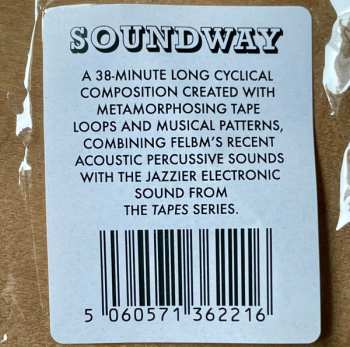 SOUNDWAY
A 38-MINUTE LONG CYCLICAL
COMPOSITION CREATED WITH
METAMORPHOSING TAPE
LOOPS AND MUSICAL PATTERNS,
COMBINING FELBM'S RECENT
ACOUSTIC PERCUSSIVE SOUNDS
WITH THE JAZZIER ELECTRONIC
SOUND FROM
THE TAPES SERIES.
5 060571 362216